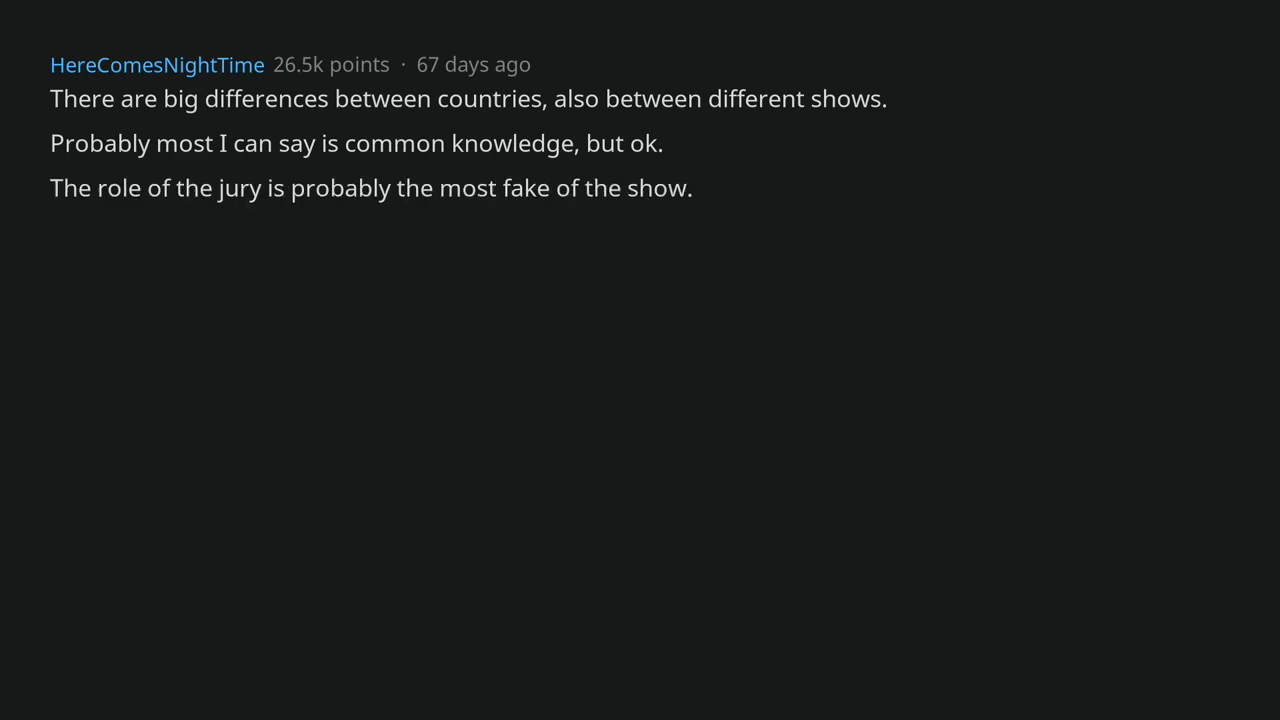 HereComesNightTime 26.5k points · 67 days ago
There are big differences between countries, also between different shows.
Probably most I can say is common knowledge, but ok.
The role of the jury is probably the most fake of the show.